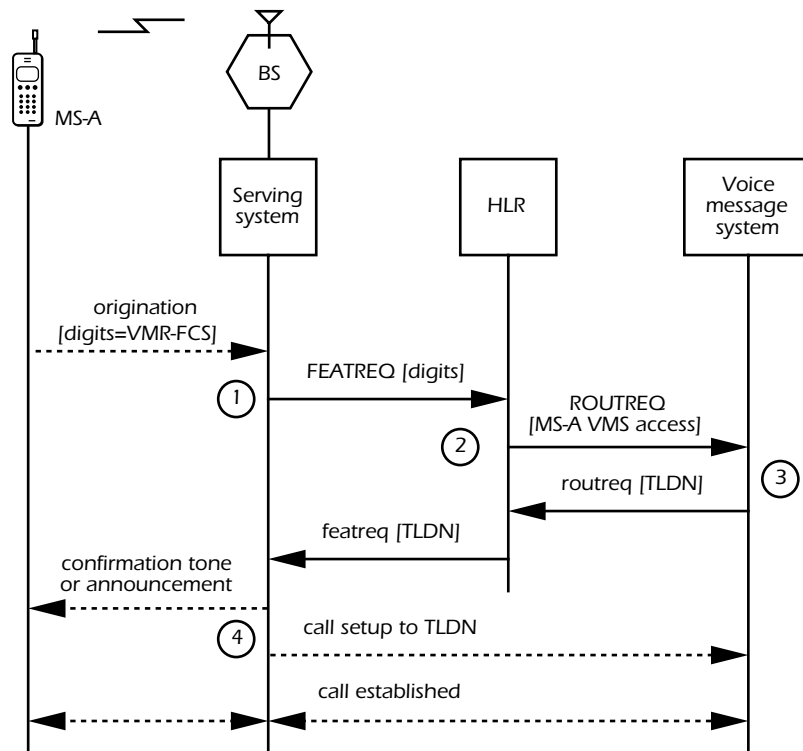 BS
MS-A
Serving
system
HLR
Voice
message
system
origination
[digits=VMR-FCS]
FEATREQ [digits]
1
ROUTREQ
[MS-A VMS access]
2
routreq [TLDN]
3
featreq [TLDN]
confirmation tone
or announcement
4
call setup to TLDN
call established